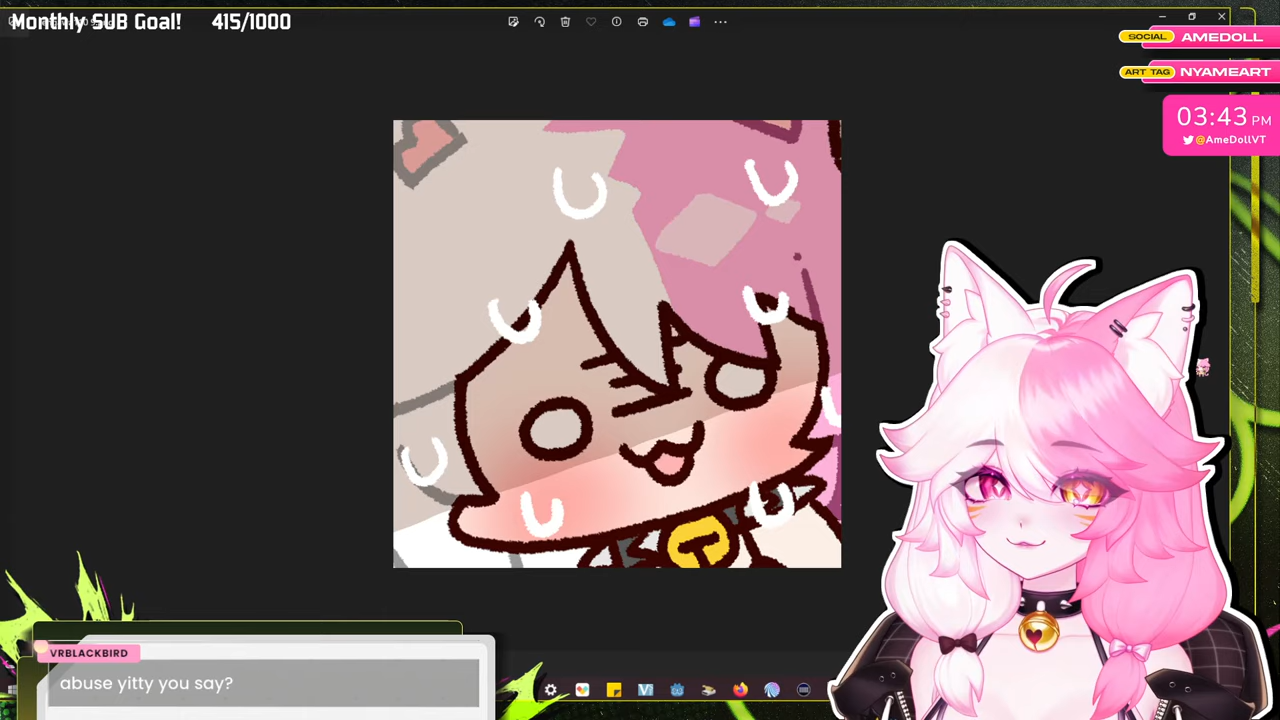 Monthly SUB Goal! 415/1000
SOCIAL AMEDOLL
ART TAG NYAMEART
03:43 PM
@AmeDollVT
VRBLACKBIRD
abuse yitty you say?